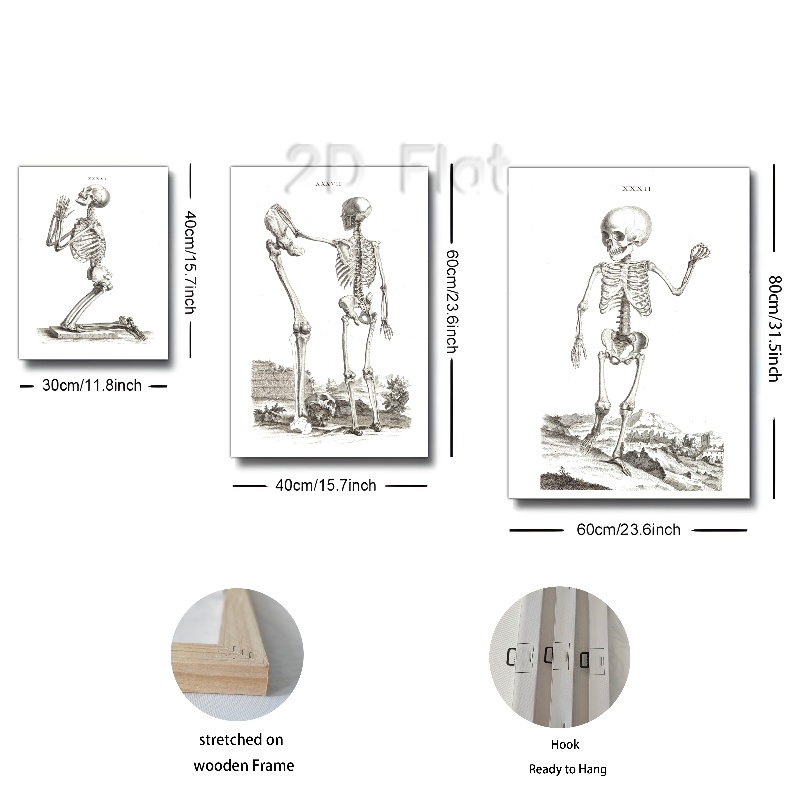 2D Flat
XXXVI
XXXVII
XXXII
40cm/15.7inch
60cm/23.6inch
80cm/31.5inch
30cm/11.8inch
40cm/15.7inch
60cm/23.6inch
stretched on
wooden Frame
Hook
Ready to Hang